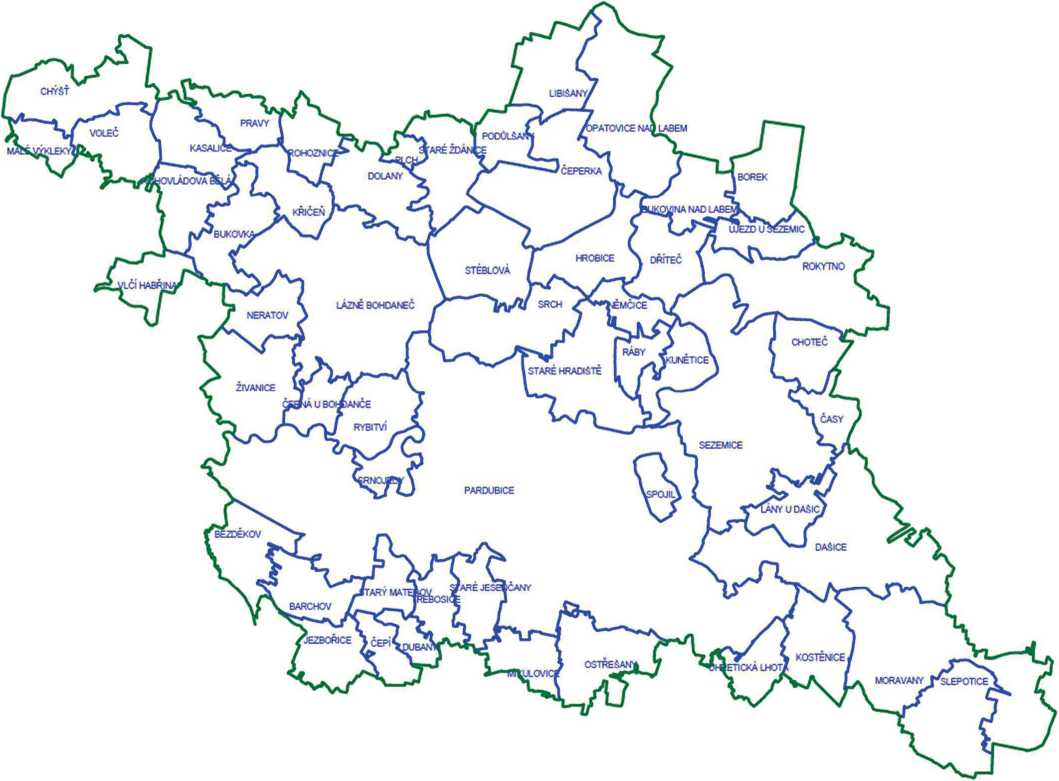 CHÝŠŤ
LIBIŠANY
OPATOVICE NAD LABEM
PRAVY
VOLEČ
PODŮLŠANY
MALÉ VÝKLEKY
KASALICE
ROHOZNICE
STARÉ ŽDÁNICE
PLCH
ČEPERKA
DOLANY
BOREK
CHOVLÁDOVA BĚLÁ
KŘIČEŇ
BUKOVINA NAD LABEM
BUKOVKA
ÚJEZD U SEZEMIC
HROBICE
DŘÍTEČ
ROKYTNO
STÉBLOVÁ
VLČÍ HABŘINA
LÁZNĚ BOHDANEČ
SRCH
NĚMČICE
NERATOV
CHOTEČ
RÁBY
KUNĚTICE
STARÉ HRADIŠTĚ
ŽIVANICE
ČERNÁ U BOHDANČE
ČASY
RYBITVÍ
SEZEMICE
SRNOJEDY
PARDUBICE
SPOJIL
LÁNY U DAŠIC
BEZDĚKOV
DAŠICE
STARÉ JESENČANY
STARÝ MATEŘOV
TŘEBOSICE
BARCHOV
JEZBOŘICE
ČEPÍ
DUBANY
KOSTĚNICE
OSTŘEŠANY
CHLETICKÁ LHOTA
MIKULOVICE
MORAVANY
SLEPOTICE